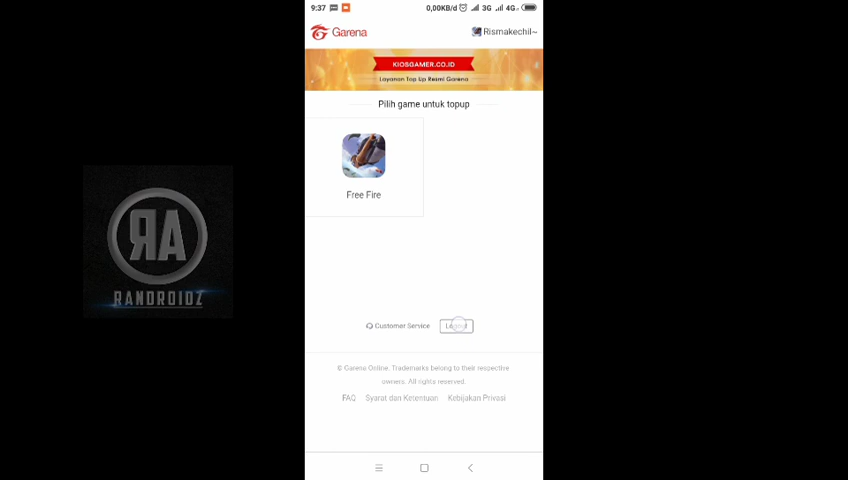 9:37
0,00KB/d
3G
4G
Garena
Rismakechil~
KIOSGAMER.CO.ID
Layanan Top Up Resmi Garena
Pilih game untuk topup
Free Fire
RA
RANDROIDZ
Customer Service
Logout
© Garena Online. Trademarks belong to their respective
owners. All rights reserved.
FAQ Syarat dan Ketentuan Kebijakan Privasi